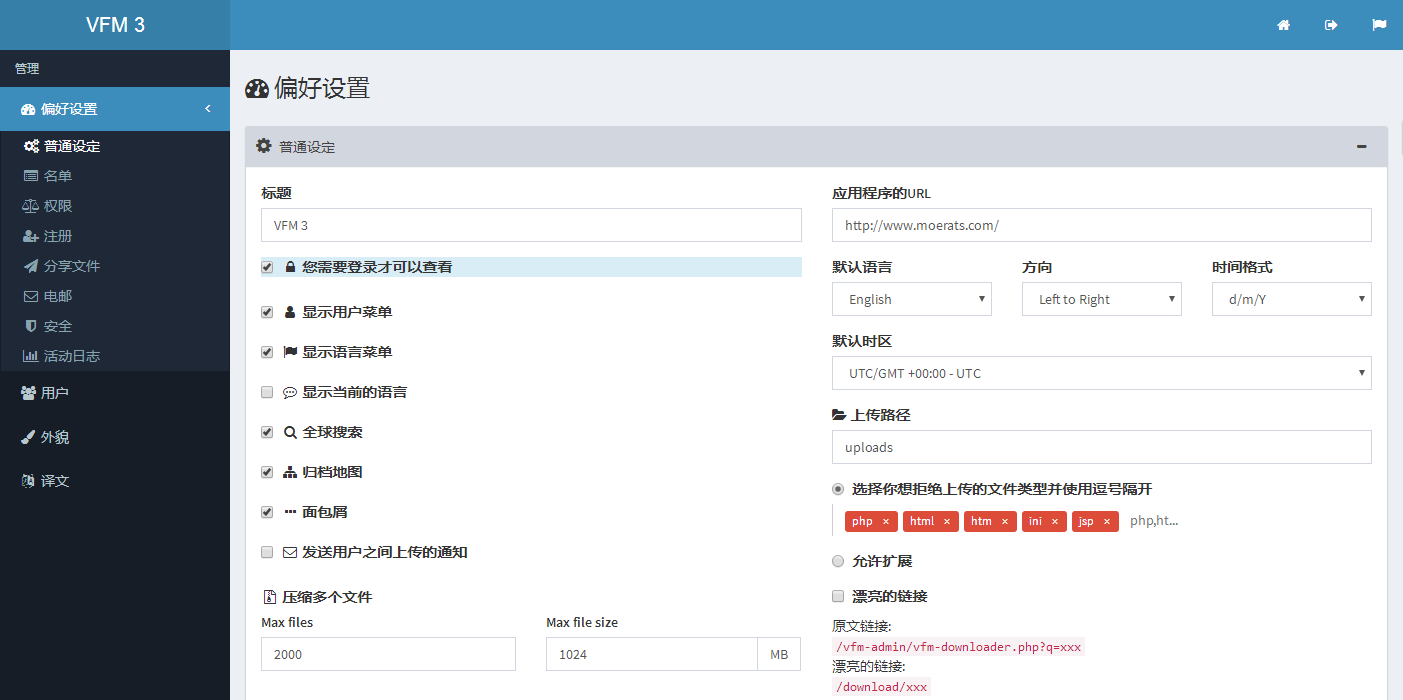 VFM 3
管理
偏好设置
普通设定
名单
权限
注册
分享文件
电邮
安全
活动日志
用户
外貌
译文
偏好设置
普通设定
标题
VFM 3
您需要登录才可以查看
显示用户菜单
显示语言菜单
显示当前的语言
全球搜索
归档地图
面包屑
发送用户之间上传的通知
压缩多个文件
Max files
2000
Max file size
1024 MB
应用程序的URL
http://www.moerats.com/
默认语言
English
方向
Left to Right
时间格式
d/m/Y
默认时区
UTC/GMT +00:00 - UTC
上传路径
uploads
选择你想拒绝上传的文件类型并使用逗号隔开
php × html × htm × ini × jsp × php,ht...
允许扩展
漂亮的链接
原文链接:
/vfm-admin/vfm-downloader.php?q=xxx
漂亮的链接:
/download/xxx